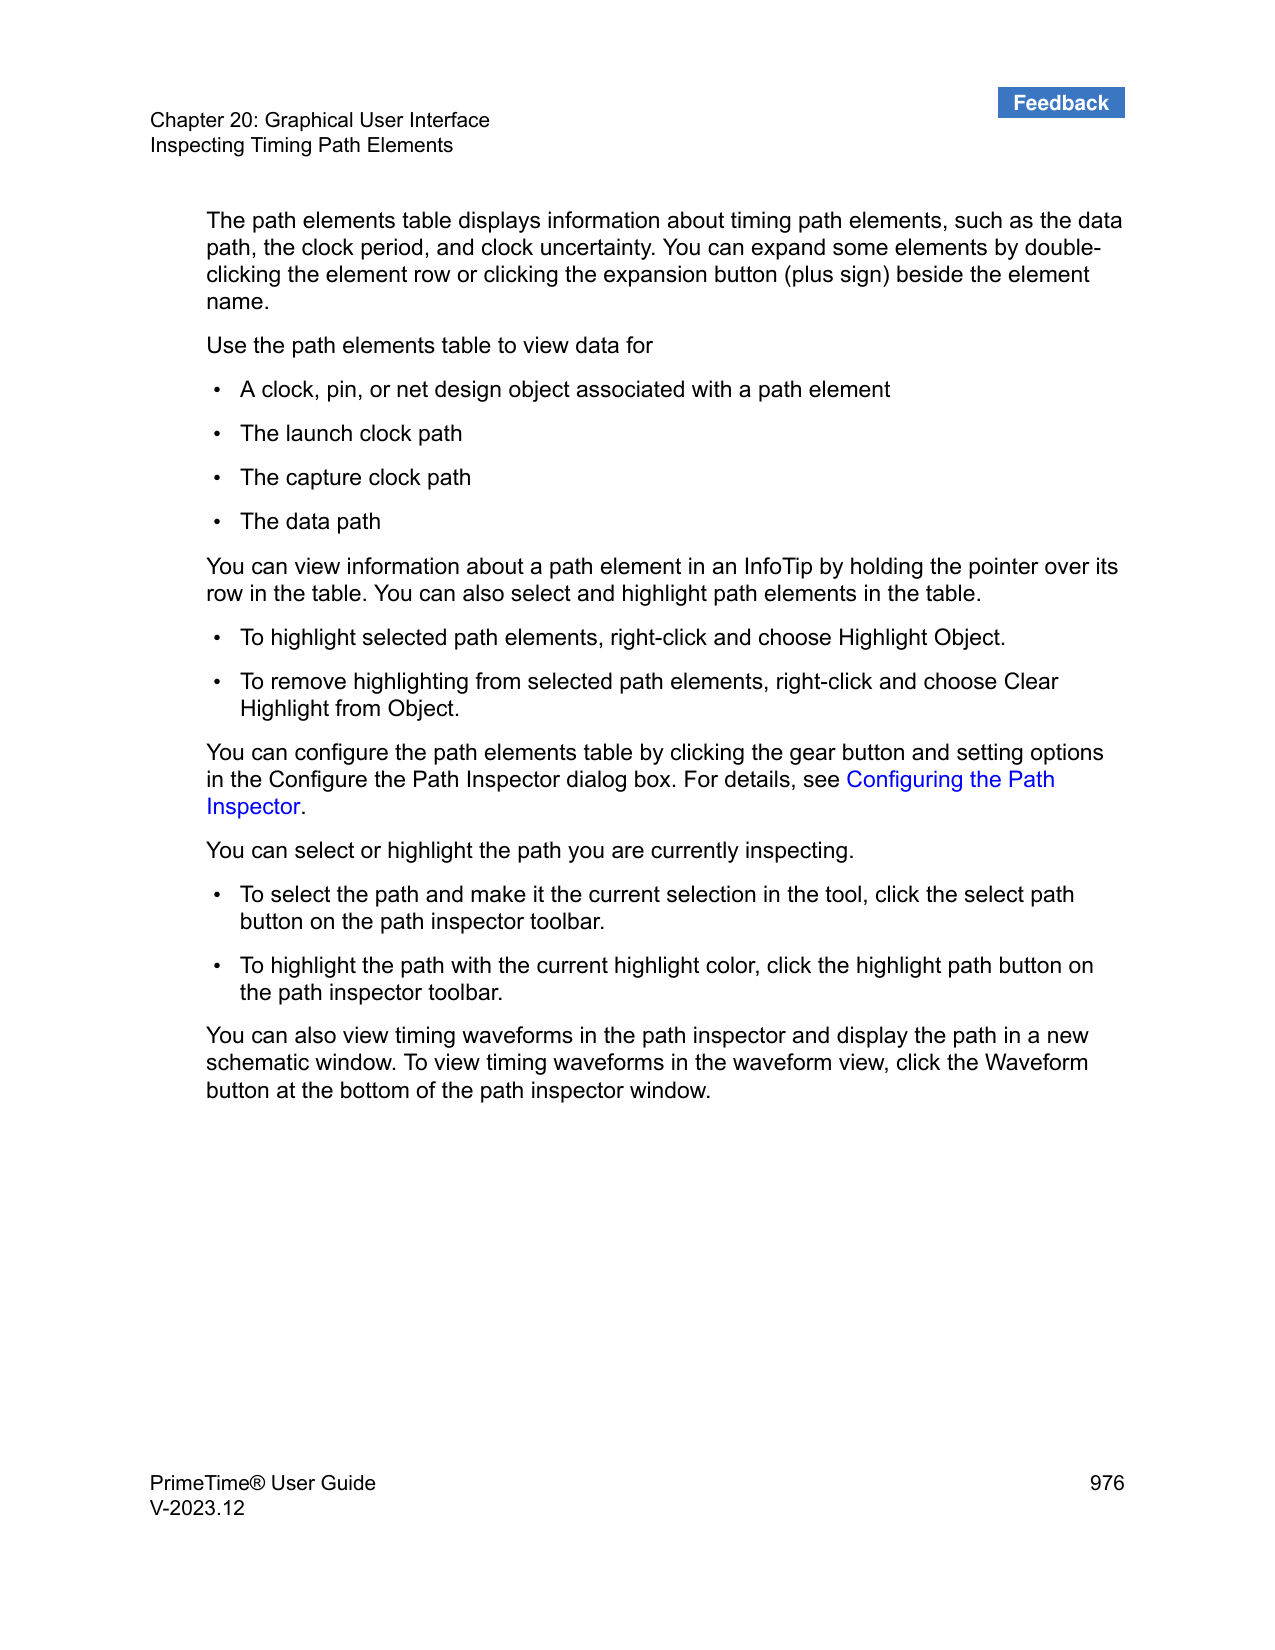 Feedback
Chapter 20: Graphical User Interface
Inspecting Timing Path Elements
The path elements table displays information about timing path elements, such as the data
path, the clock period, and clock uncertainty. You can expand some elements by double-
clicking the element row or clicking the expansion button (plus sign) beside the element
name.
Use the path elements table to view data for
• A clock, pin, or net design object associated with a path element
• The launch clock path
• The capture clock path
• The data path
You can view information about a path element in an InfoTip by holding the pointer over its
row in the table. You can also select and highlight path elements in the table.
• To highlight selected path elements, right-click and choose Highlight Object.
• To remove highlighting from selected path elements, right-click and choose Clear
Highlight from Object.
You can configure the path elements table by clicking the gear button and setting options
in the Configure the Path Inspector dialog box. For details, see Configuring the Path
Inspector.
You can select or highlight the path you are currently inspecting.
• To select the path and make it the current selection in the tool, click the select path
button on the path inspector toolbar.
• To highlight the path with the current highlight color, click the highlight path button on
the path inspector toolbar.
You can also view timing waveforms in the path inspector and display the path in a new
schematic window. To view timing waveforms in the waveform view, click the Waveform
button at the bottom of the path inspector window.
PrimeTime® User Guide 976
V-2023.12